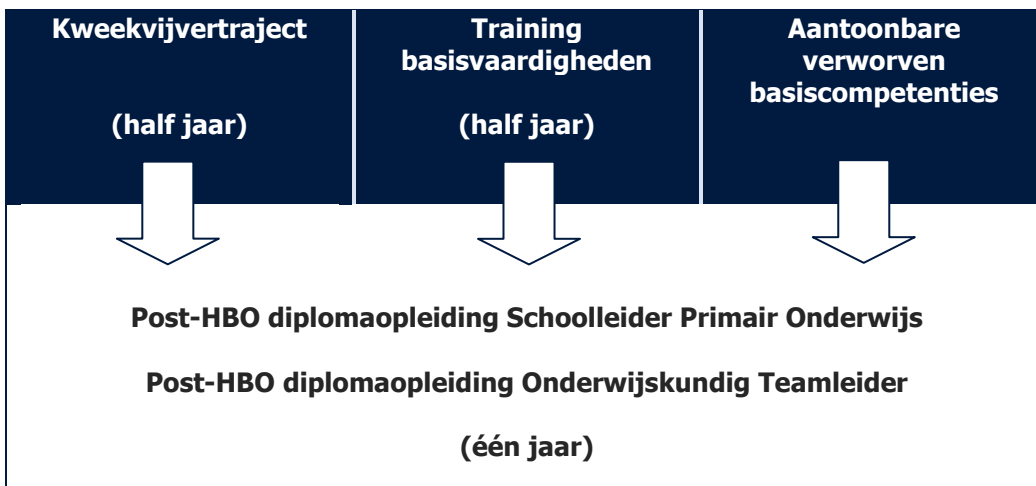 Kweekvijvertraject
(half jaar)
Training
basisvaardigheden
(half jaar)
Aantoonbare
verworven
basiscompetenties
Post-HBO diplomaopleiding Schoolleider Primair Onderwijs
Post-HBO diplomaopleiding Onderwijskundig Teamleider
(één jaar)